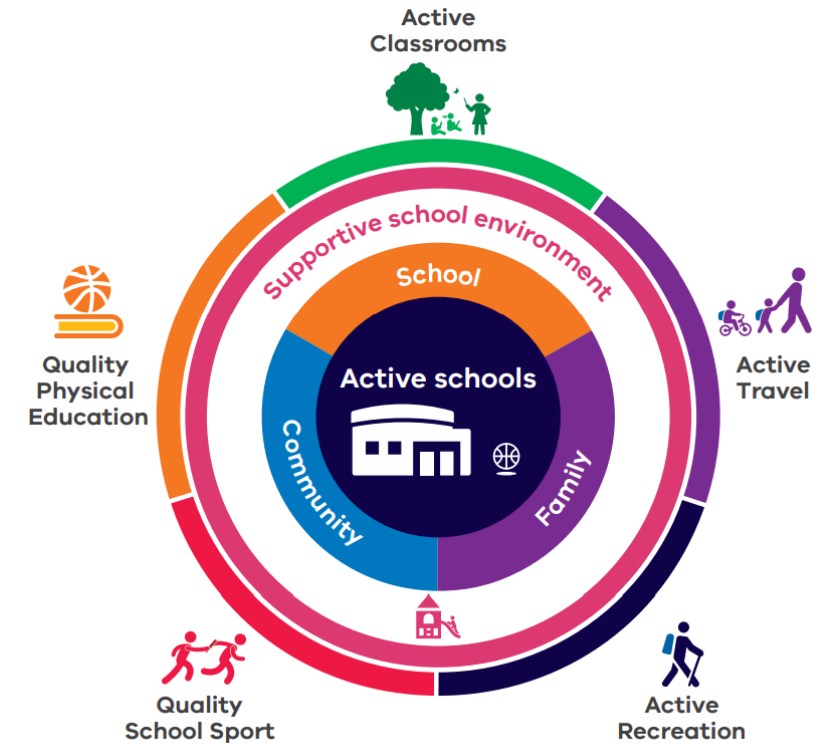 Active
Classrooms
Supportive school environment
School
Active schools
Community
Family
Quality
Physical
Education
Active
Travel
Quality
School Sport
Active
Recreation